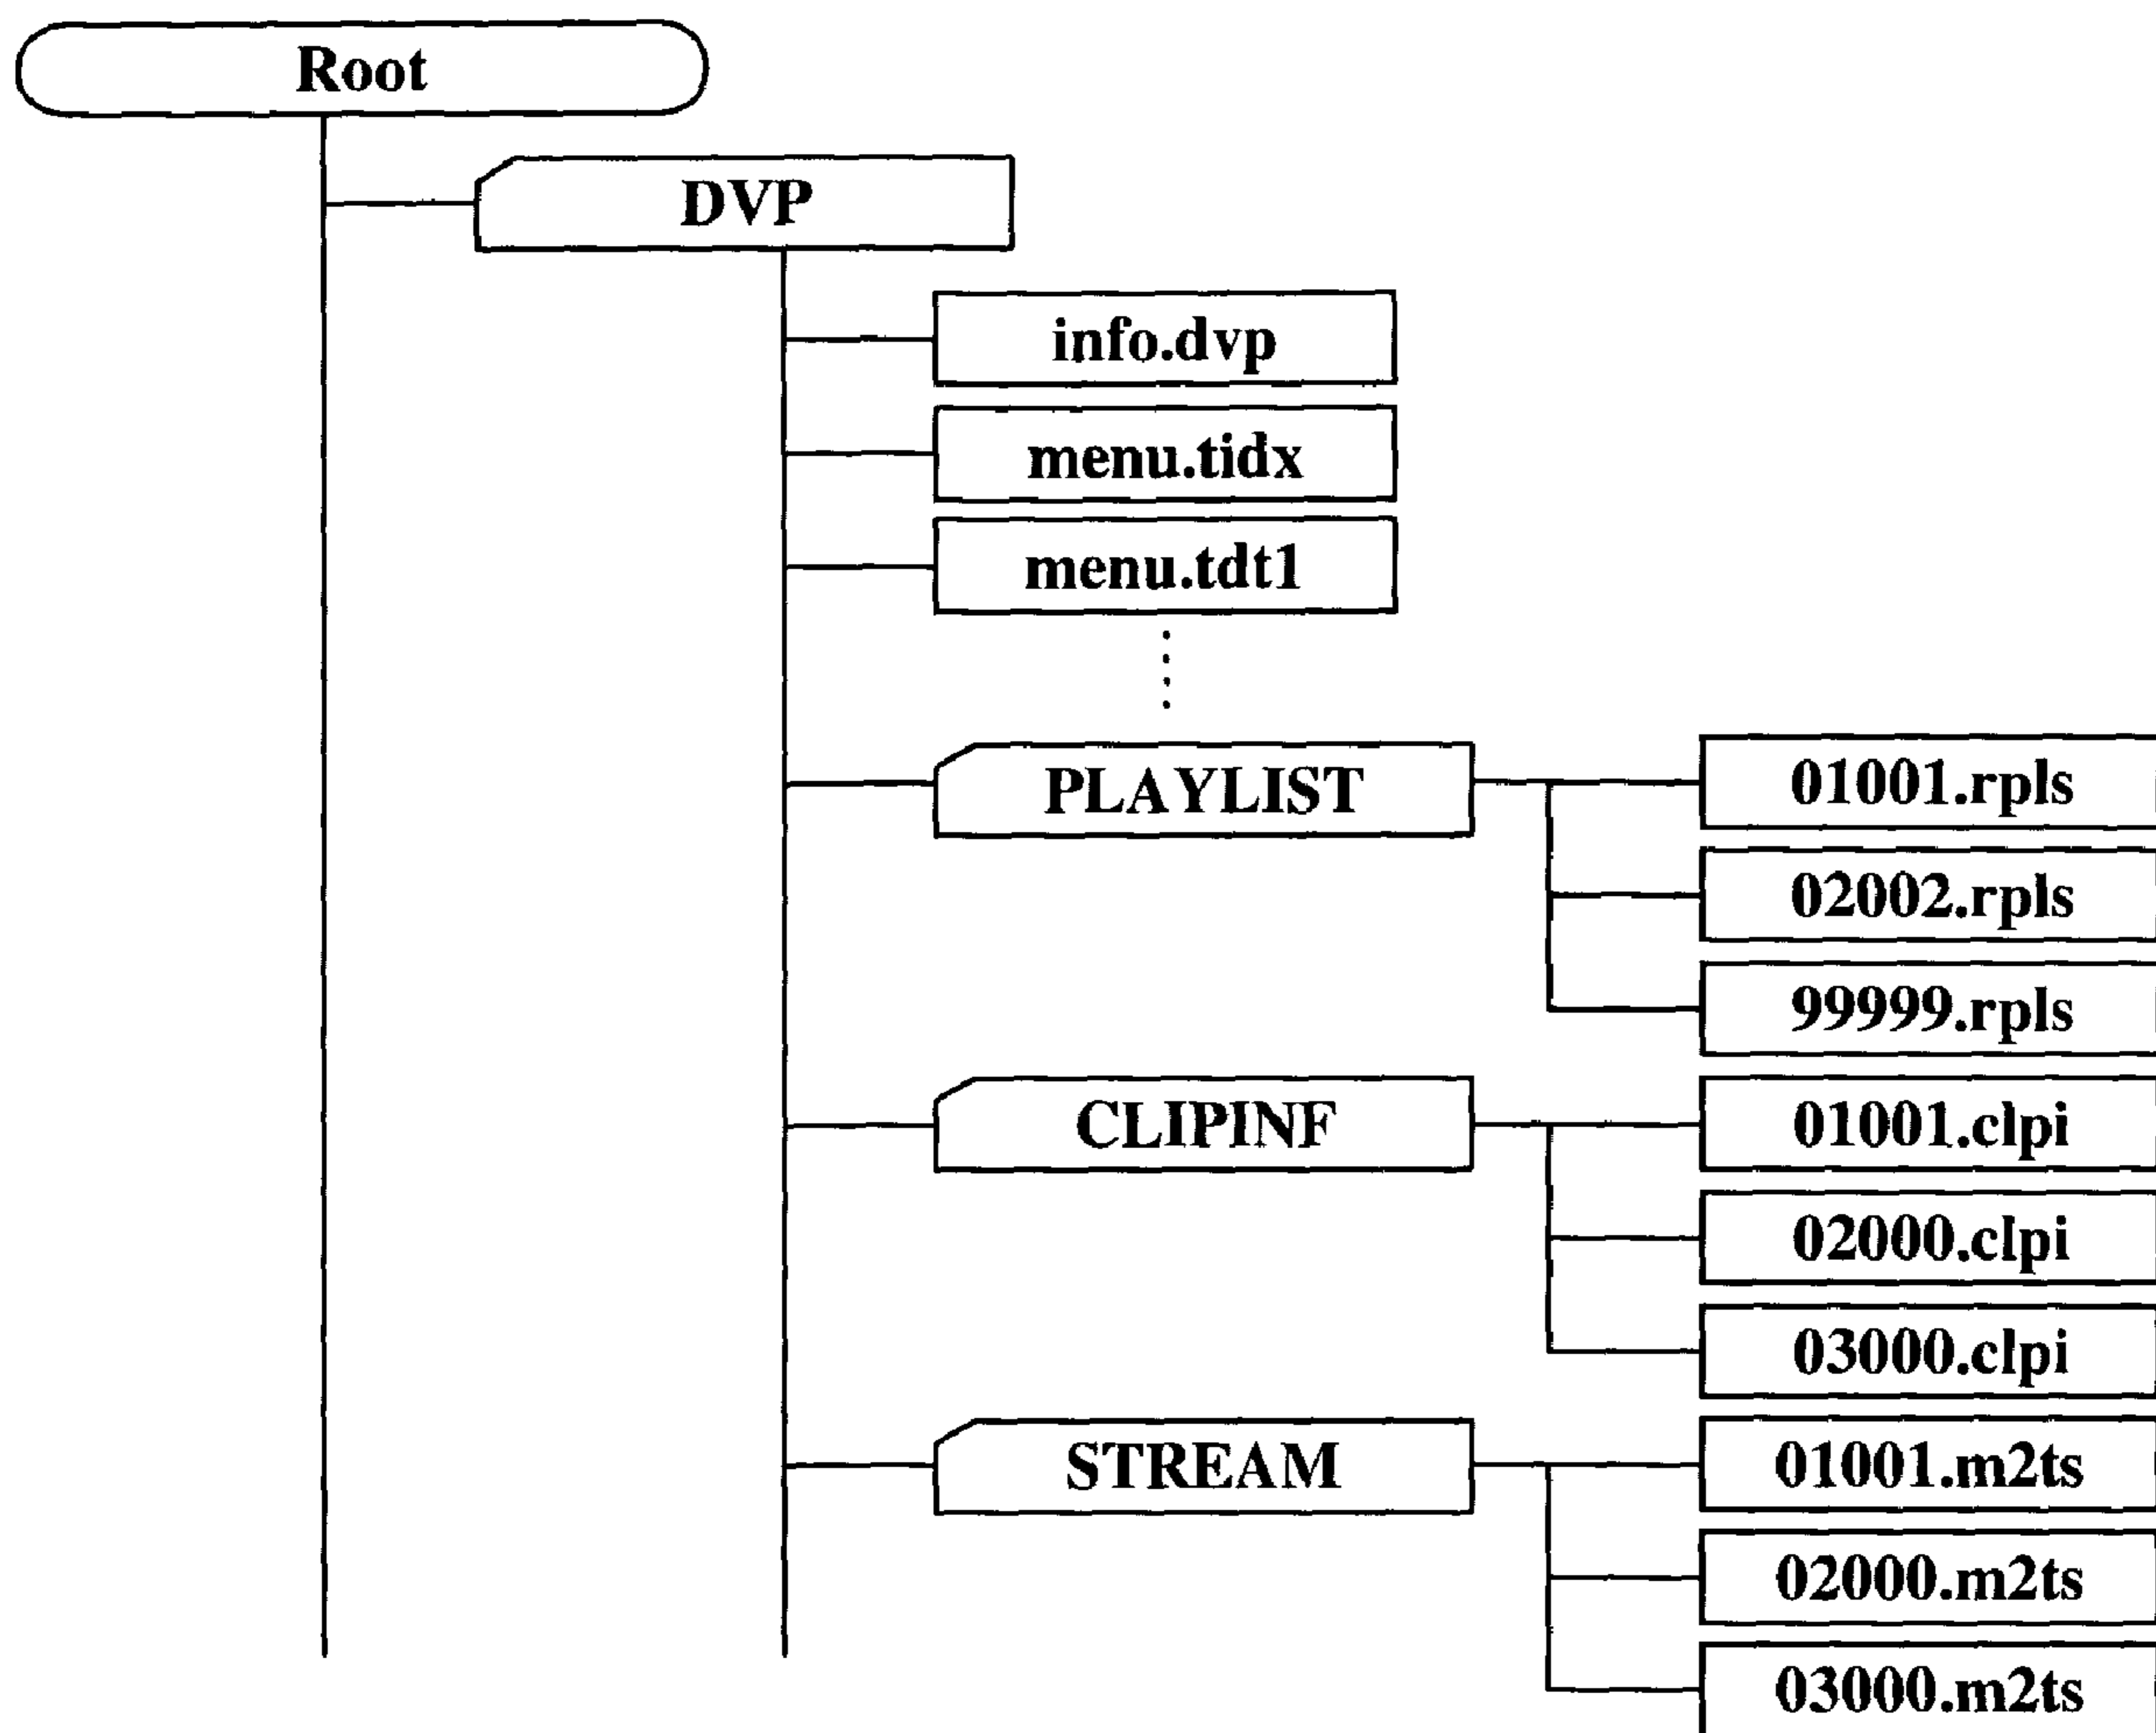 Root
DVP
info.dvp
menu.tidx
menu.tdt1
PLAYLIST
01001.rpls
02002.rpls
99999.rpls
CLIPINF
01001.clpi
02000.clpi
03000.clpi
STREAM
01001.m2ts
02000.m2ts
03000.m2ts